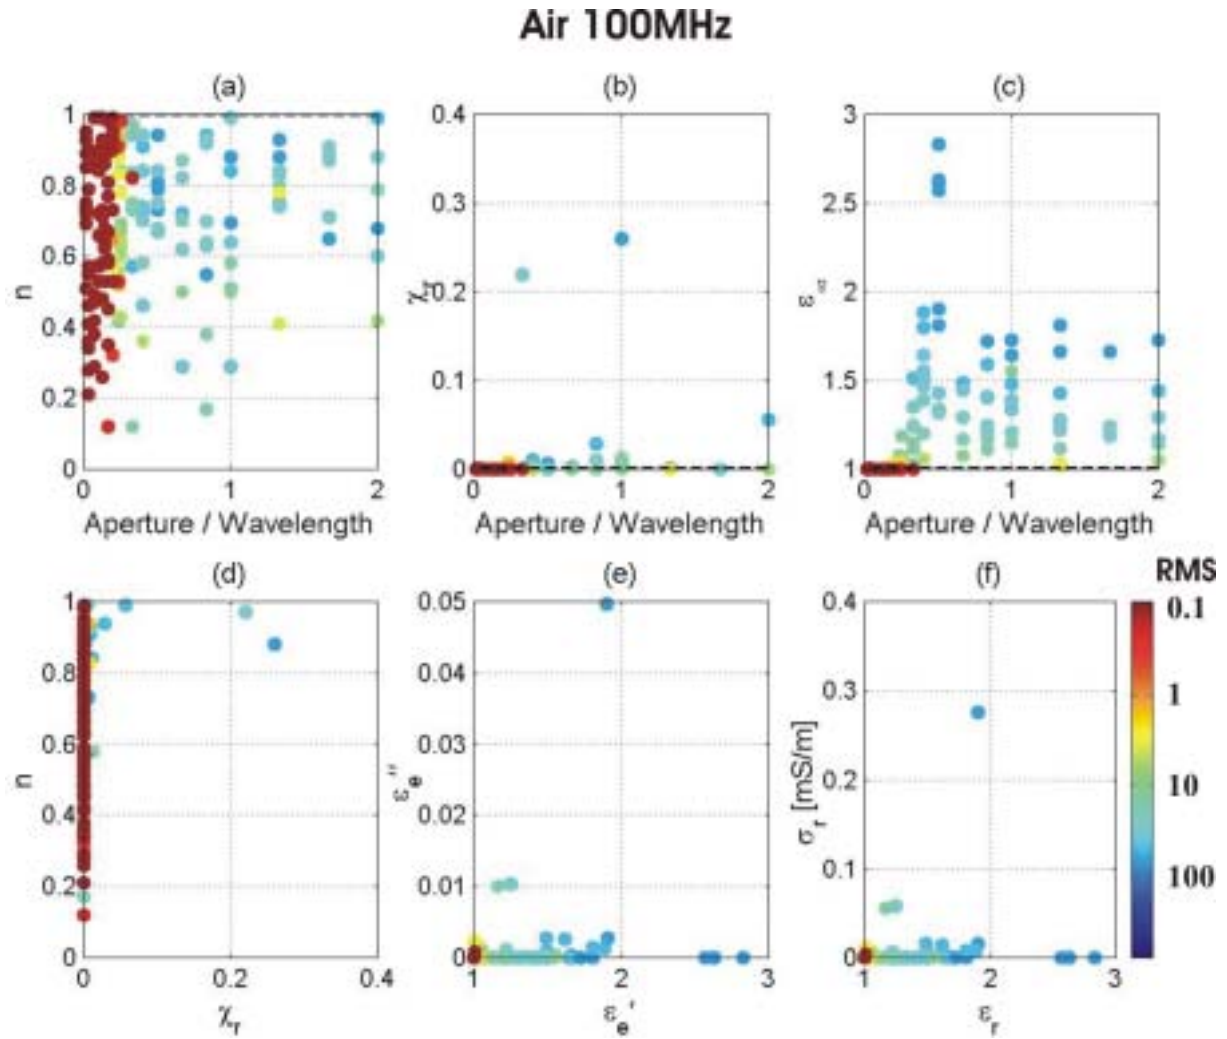 Air 100MHz
(a)
1
0.8
0.6
0.4
0.2
0
n
0 1 2
Aperture / Wavelength
(b)
0.4
0.3
0.2
0.1
0
χr
0 1 2
Aperture / Wavelength
(c)
3
2.5
2
1.5
1
0 1 2
Aperture / Wavelength
(d)
1
0.8
0.6
0.4
0.2
0
n
0 0.2 0.4
χr
(e)
0.05
0.04
0.03
0.02
0.01
0
εe''
1 2 3
εe'
(f)
0.4
0.3
0.2
0.1
0
σr [mS/m]
1 2 3
εr
RMS
0.1
1
10
100